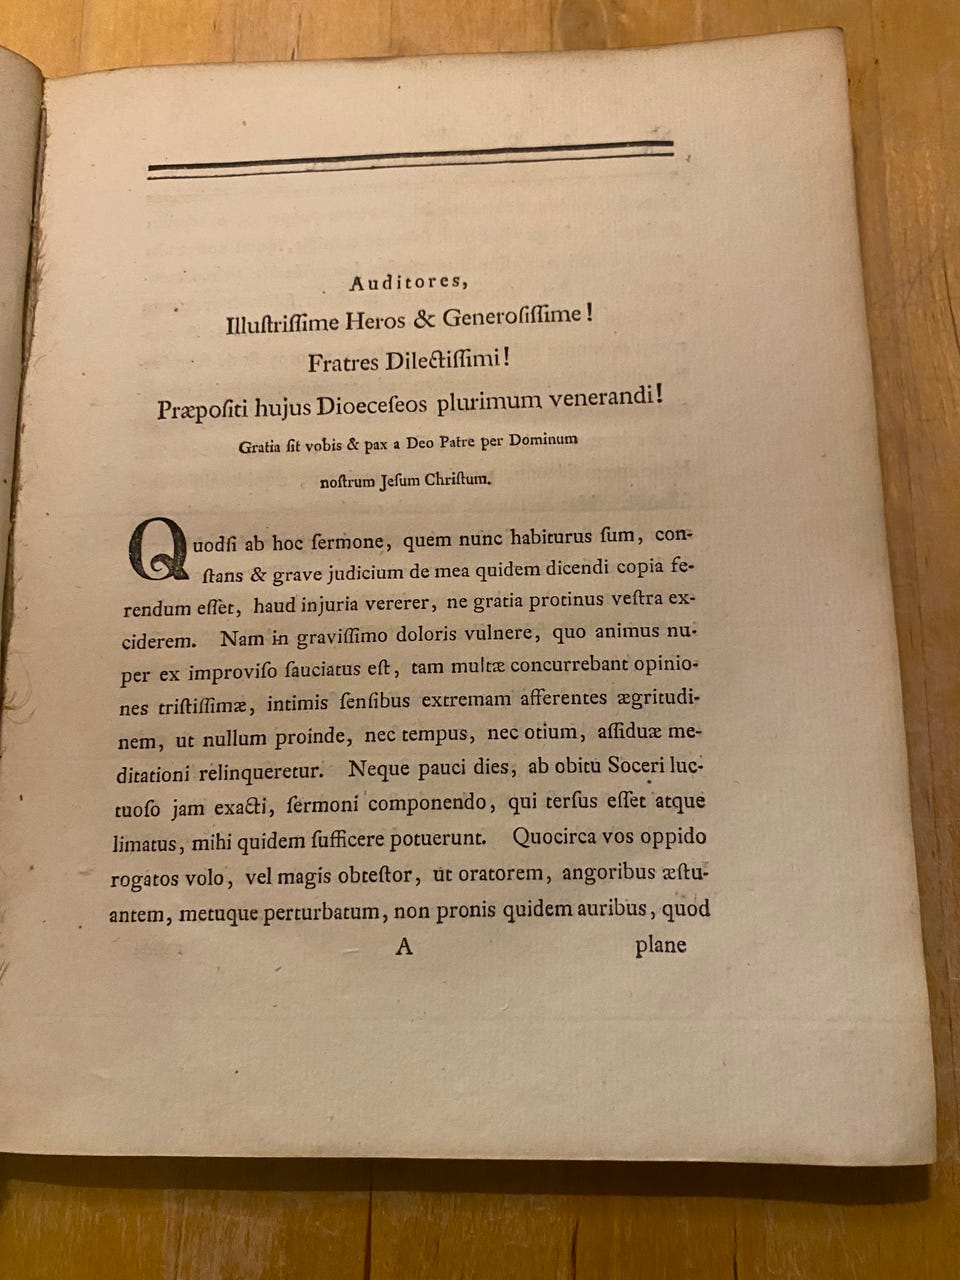 Auditores,
Illuſtriſſime Heros & Generoſiſſime!
Fratres Dilectiſſimi!
Præpoſiti hujus Dioeceſeos plurimum venerandi!
Gratia ſit vobis & pax a Deo Patre per Dominum
noſtrum Jeſum Chriſtum.
Quodſi ab hoc ſermone, quem nunc habiturus ſum, con-
ſtans & grave judicium de mea quidem dicendi copia fe-
rendum eſſet, haud injuria vererer, ne gratia protinus veſtra ex-
ciderem. Nam in graviſſimo doloris vulnere, quo animus nu-
per ex improviſo ſauciatus eſt, tam multæ concurrebant opinio-
nes triſtiſſimæ, intimis ſenſibus extremam afferentes ægritudi-
nem, ut nullum proinde, nec tempus, nec otium, aſſiduæ me-
ditationi relinqueretur. Neque pauci dies, ab obitu Soceri luc-
tuoſo jam exacti, ſermoni componendo, qui terſus eſſet atque
limatus, mihi quidem ſufficere potuerunt. Quocirca vos oppido
rogatos volo, vel magis obteſtor, ut oratorem, angoribus æſtu-
antem, metuque perturbatum, non pronis quidem auribus, quod
A plane